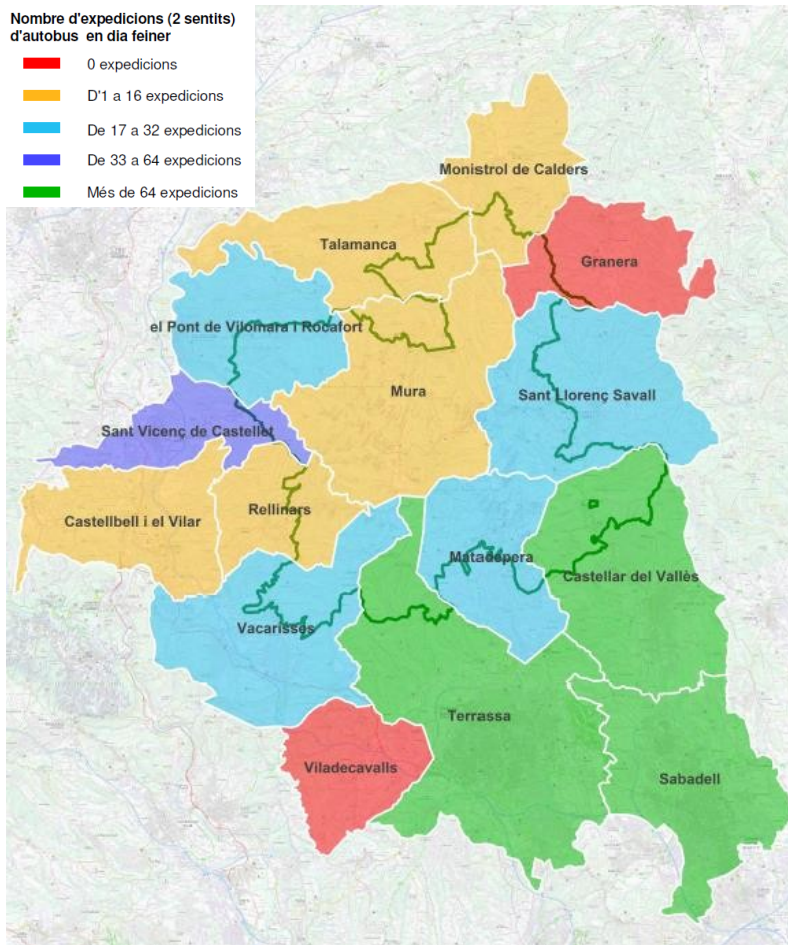 Nombre d'expedicions (2 sentits)
d'autobus en dia feiner
0 expedicions
D'1 a 16 expedicions
De 17 a 32 expedicions
De 33 a 64 expedicions
Més de 64 expedicions
Monistrol de Calders
Talamanca
Granera
el Pont de Vilomara i Rocafort
Mura
Sant Llorenç Savall
Sant Vicenç de Castellet
Rellinars
Castellbell i el Vilar
Matadepera
Castellar del Vallès
Vacarisses
Terrassa
Viladecavalls
Sabadell